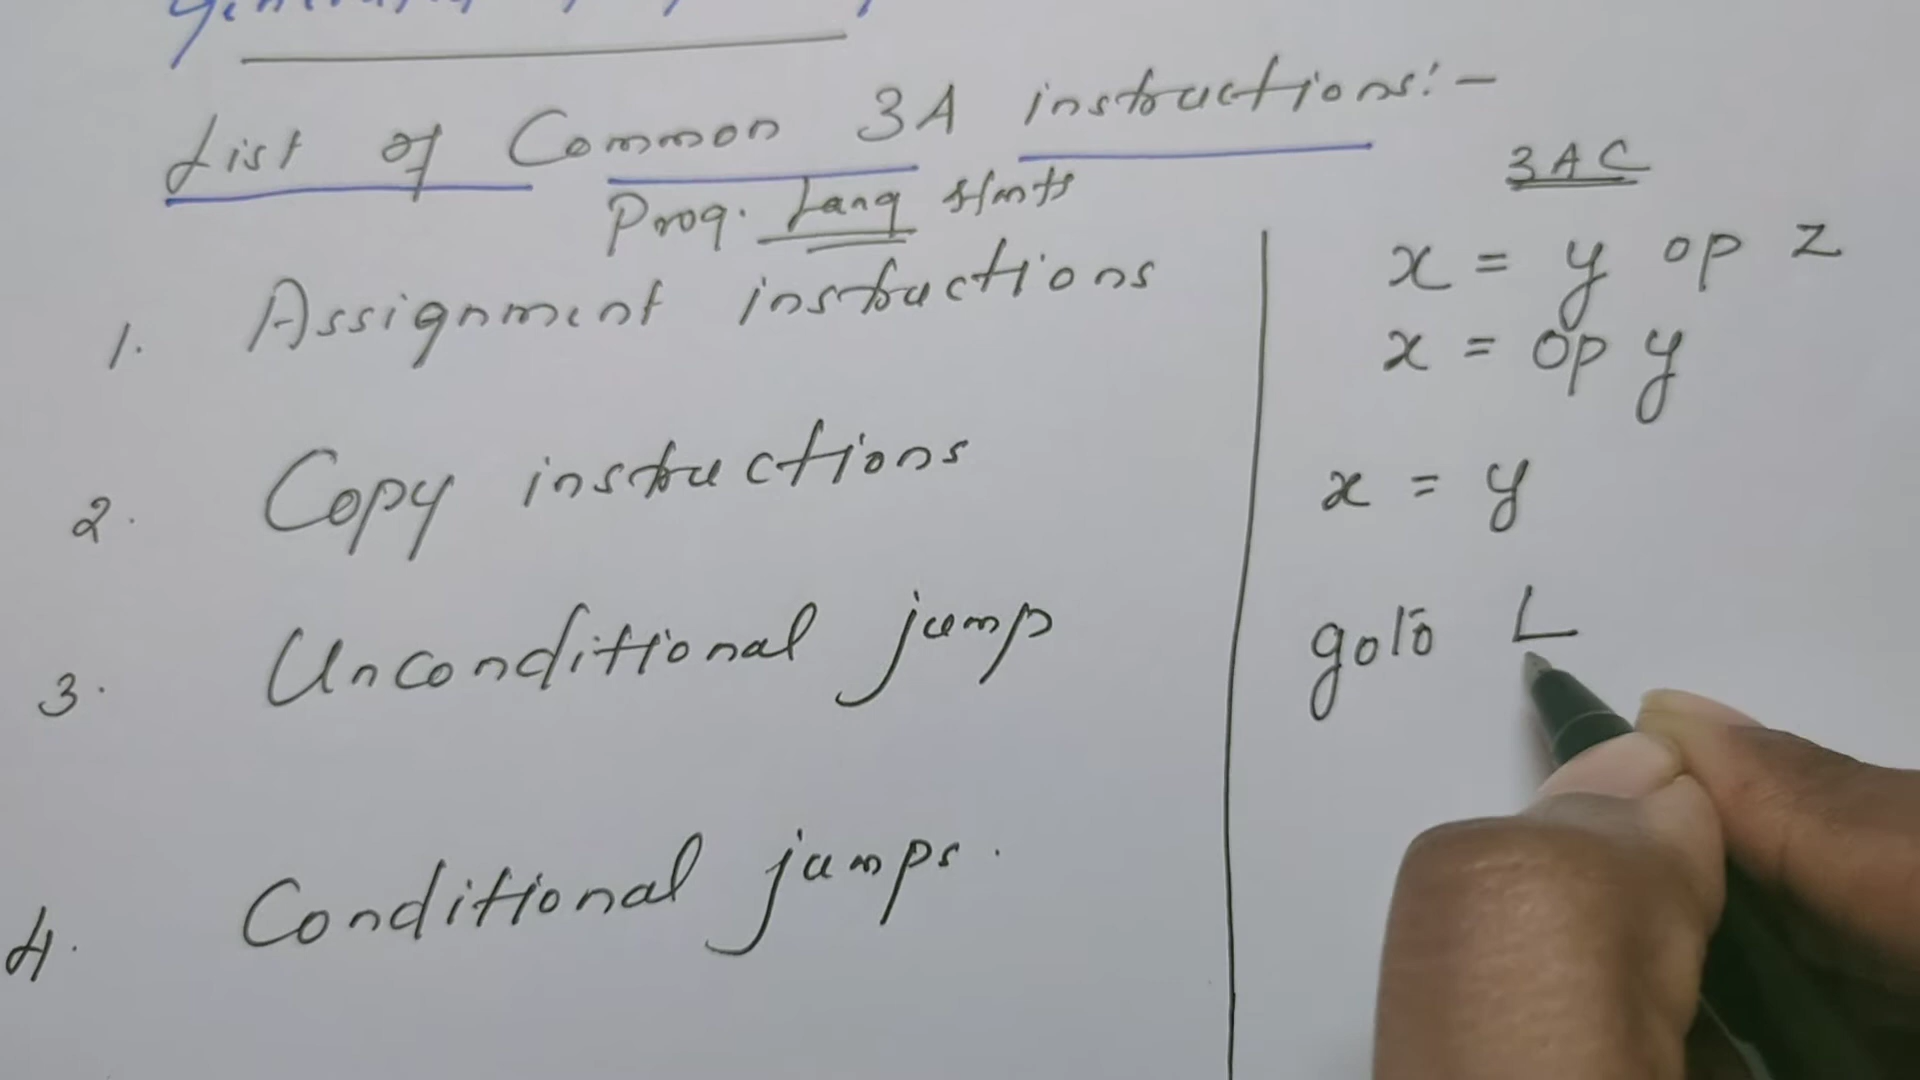 List of Common 3A instructions:-
Prog. Lang stmts
3AC
1. Assignment instructions
x = y op z
x = op y
2. Copy instructions
x = y
3. Unconditional jump
goto L
4. Conditional jumps.